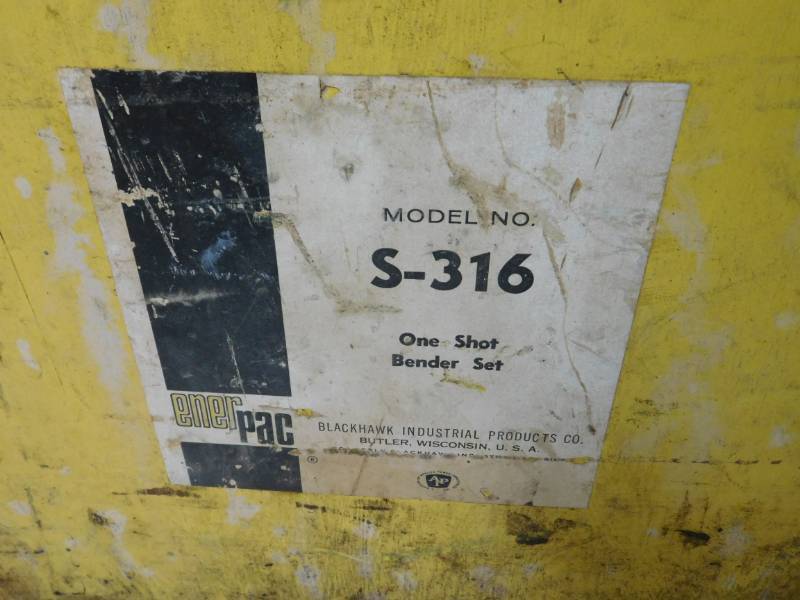 MODEL NO.
S-316
One Shot
Bender Set
enerpac
BLACKHAWK INDUSTRIAL PRODUCTS CO.
BUTLER, WISCONSIN, U. S. A.
®